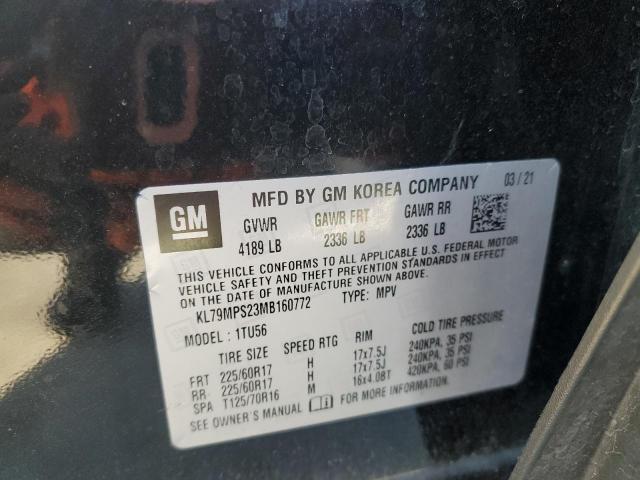 GM
MFD BY GM KOREA COMPANY 03/21
GVWR GAWR FRT GAWR RR
4189 LB 2336 LB 2336 LB
THIS VEHICLE CONFORMS TO ALL APPLICABLE U.S. FEDERAL MOTOR
VEHICLE SAFETY AND THEFT PREVENTION STANDARDS IN EFFECT
ON THE DATE OF MANUFACTURE SHOWN ABOVE.
KL79MPS23MB160772 TYPE: MPV
MODEL: 1TU56
TIRE SIZE SPEED RTG RIM COLD TIRE PRESSURE
FRT 225/60R17 H 17x7.5J 240KPA, 35 PSI
RR 225/60R17 H 17x7.5J 240KPA, 35 PSI
SPA T125/70R16 M 16x4.0BT 420KPA, 60 PSI
SEE OWNER'S MANUAL FOR MORE INFORMATION.